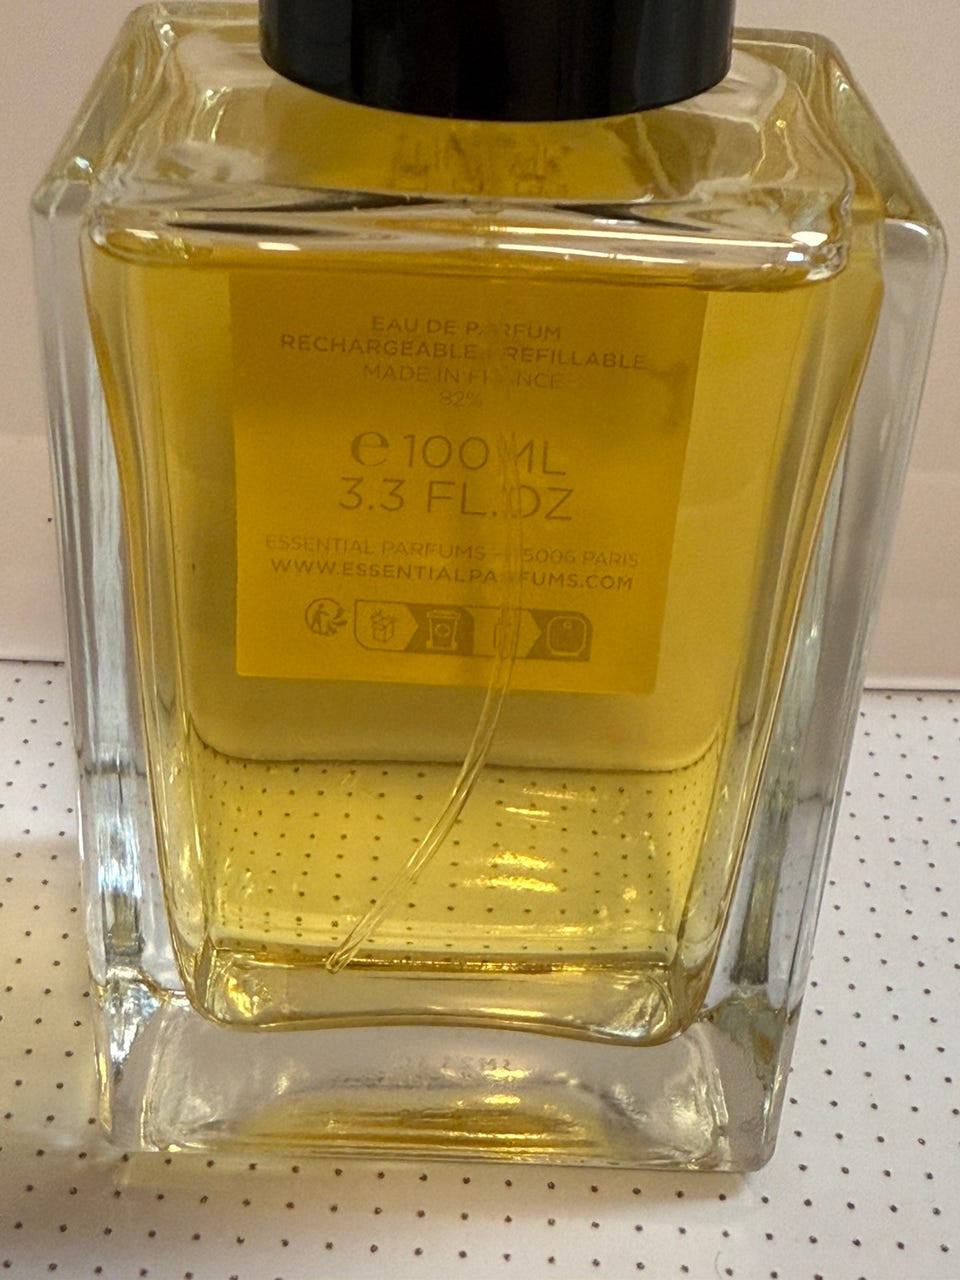 EAU DE PARFUM
RECHARGEABLE REFILLABLE
MADE IN FRANCE
82%
e 100 ML
3.3 FL.OZ
ESSENTIAL PARFUMS — 75006 PARIS
WWW.ESSENTIALPARFUMS.COM